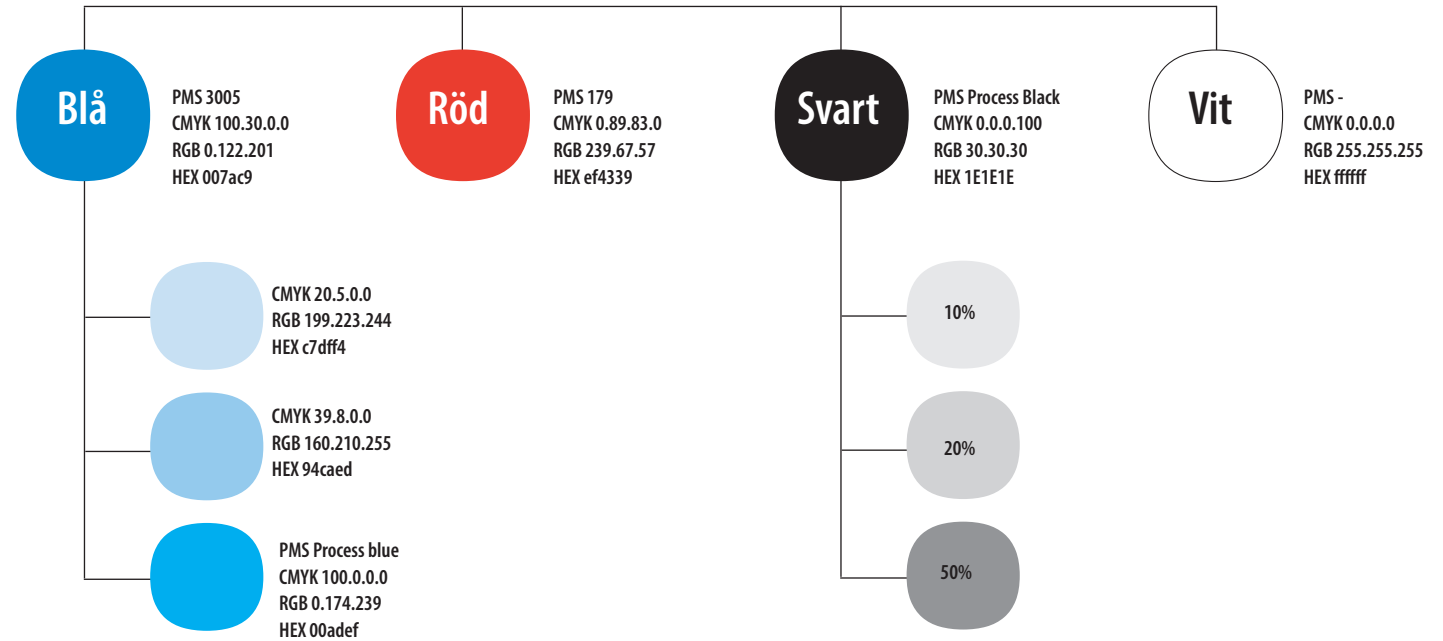 Blå
PMS 3005
CMYK 100.30.0.0
RGB 0.122.201
HEX 007ac9
Röd
PMS 179
CMYK 0.89.83.0
RGB 239.67.57
HEX ef4339
Svart
PMS Process Black
CMYK 0.0.0.100
RGB 30.30.30
HEX 1E1E1E
Vit
PMS -
CMYK 0.0.0.0
RGB 255.255.255
HEX ffffff
CMYK 20.5.0.0
RGB 199.223.244
HEX c7dff4
CMYK 39.8.0.0
RGB 160.210.255
HEX 94caed
PMS Process blue
CMYK 100.0.0.0
RGB 0.174.239
HEX 00adef
10%
20%
50%